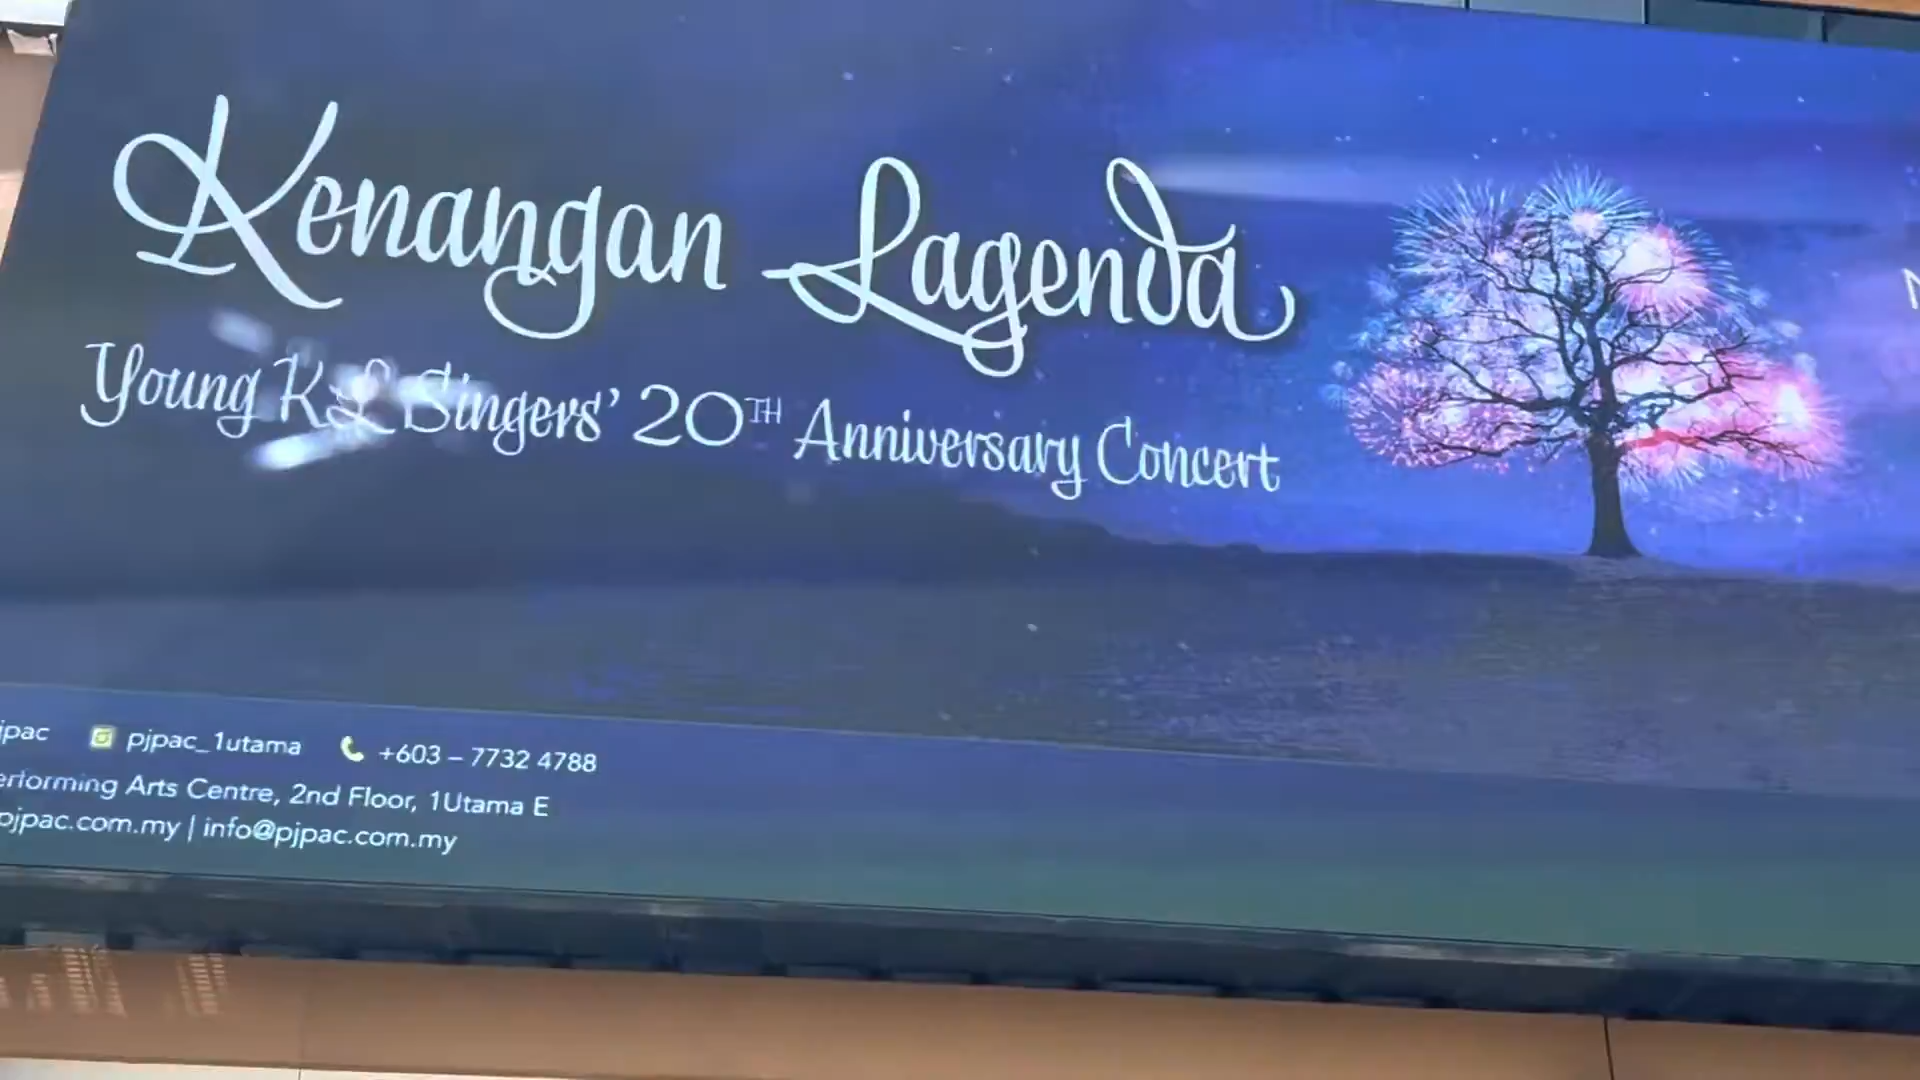 Kenangan Lagenda
Young KL Singers' 20TH Anniversary Concert
jpac pjpac_1utama +603 – 7732 4788
erforming Arts Centre, 2nd Floor, 1Utama E
pjpac.com.my | info@pjpac.com.my